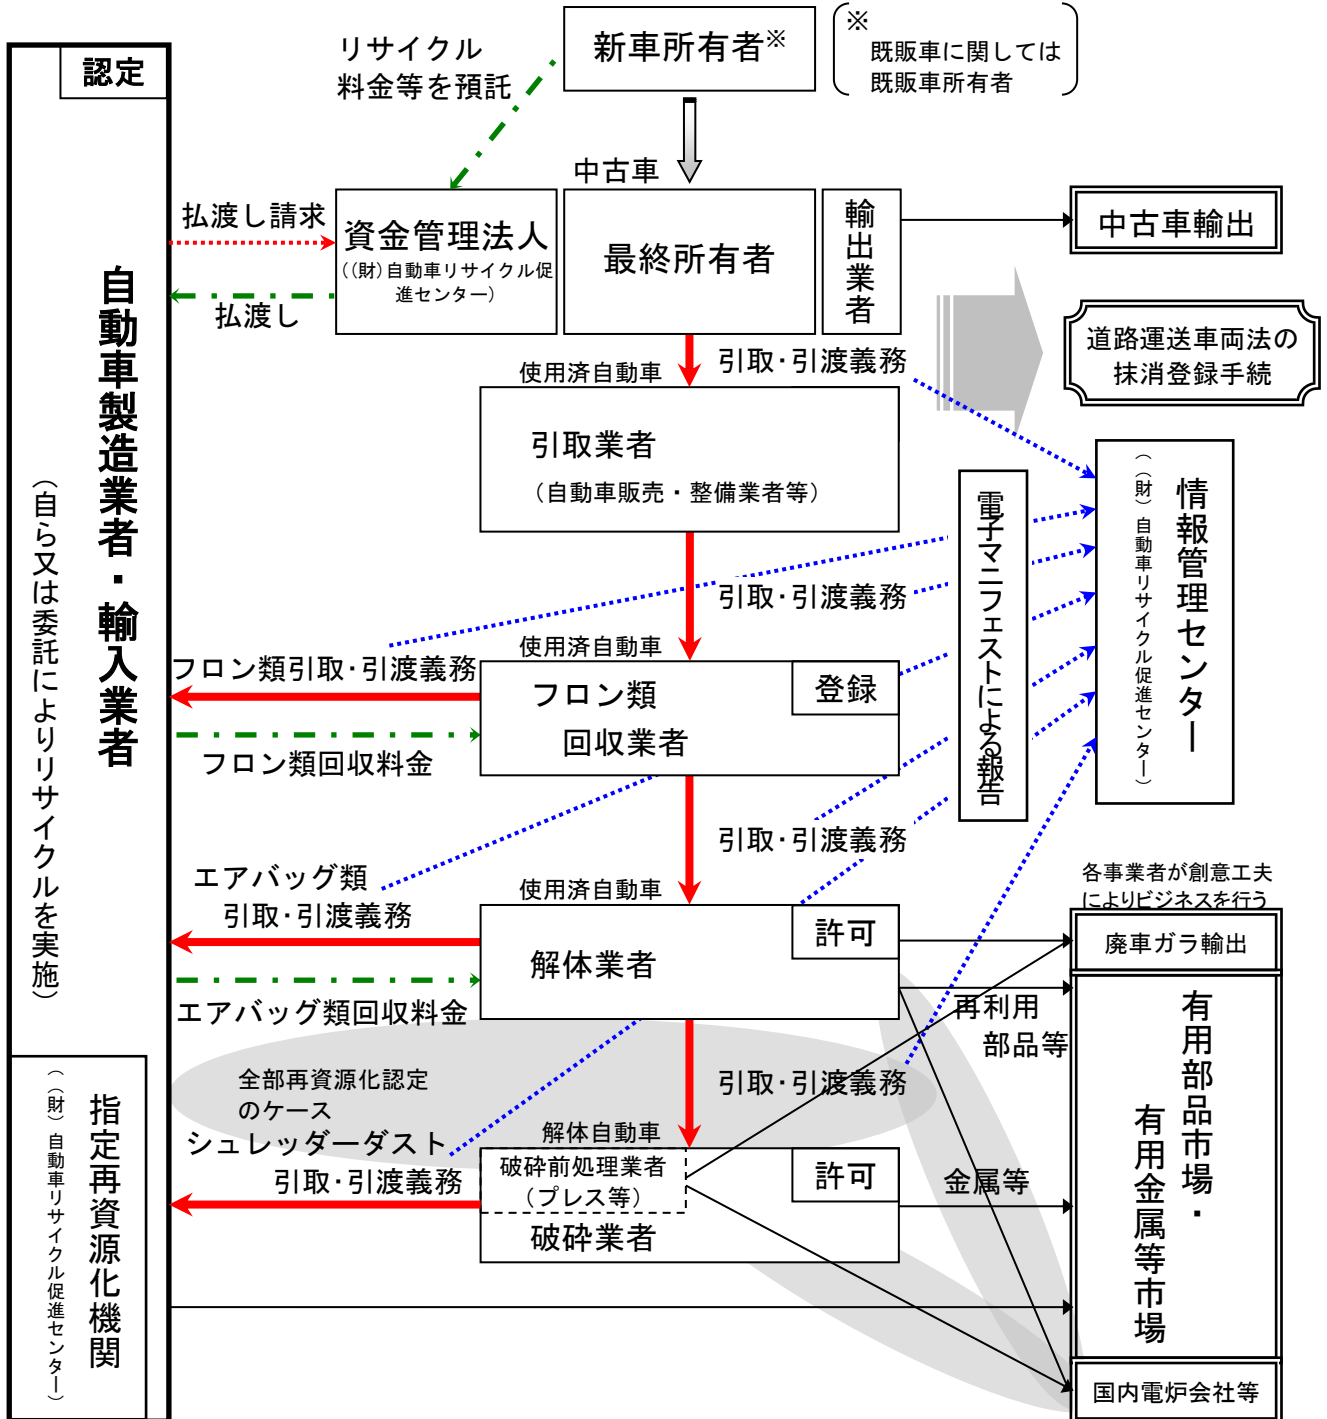 新車所有者※
※
既販車に関しては
既販車所有者
リサイクル
料金等を預託
認定
中古車
払渡し請求
払渡し
資金管理法人
((財)自動車リサイクル促
進センター)
最終所有者
輸出業者
中古車輸出
道路運送車両法の
抹消登録手続
自動車製造業者・輸入業者
(自ら又は委託によりリサイクルを実施)
使用済自動車
引取・引渡義務
引取業者
(自動車販売・整備業者等)
電子マニフェストによる報告
情報管理センター
((財)自動車リサイクル促進センター)
引取・引渡義務
使用済自動車
フロン類引取・引渡義務
フロン類
回収業者
登録
フロン類回収料金
引取・引渡義務
エアバッグ類
引取・引渡義務
使用済自動車
解体業者
許可
エアバッグ類回収料金
各事業者が創意工夫
によりビジネスを行う
廃車ガラ輸出
再利用
部品等
有用部品市場・
有用金属等市場
全部再資源化認定
のケース
引取・引渡義務
シュレッダーダスト
引取・引渡義務
解体自動車
破砕前処理業者
(プレス等)
破砕業者
許可
金属等
指定再資源化機関
((財)自動車リサイクル促進センター)
国内電炉会社等